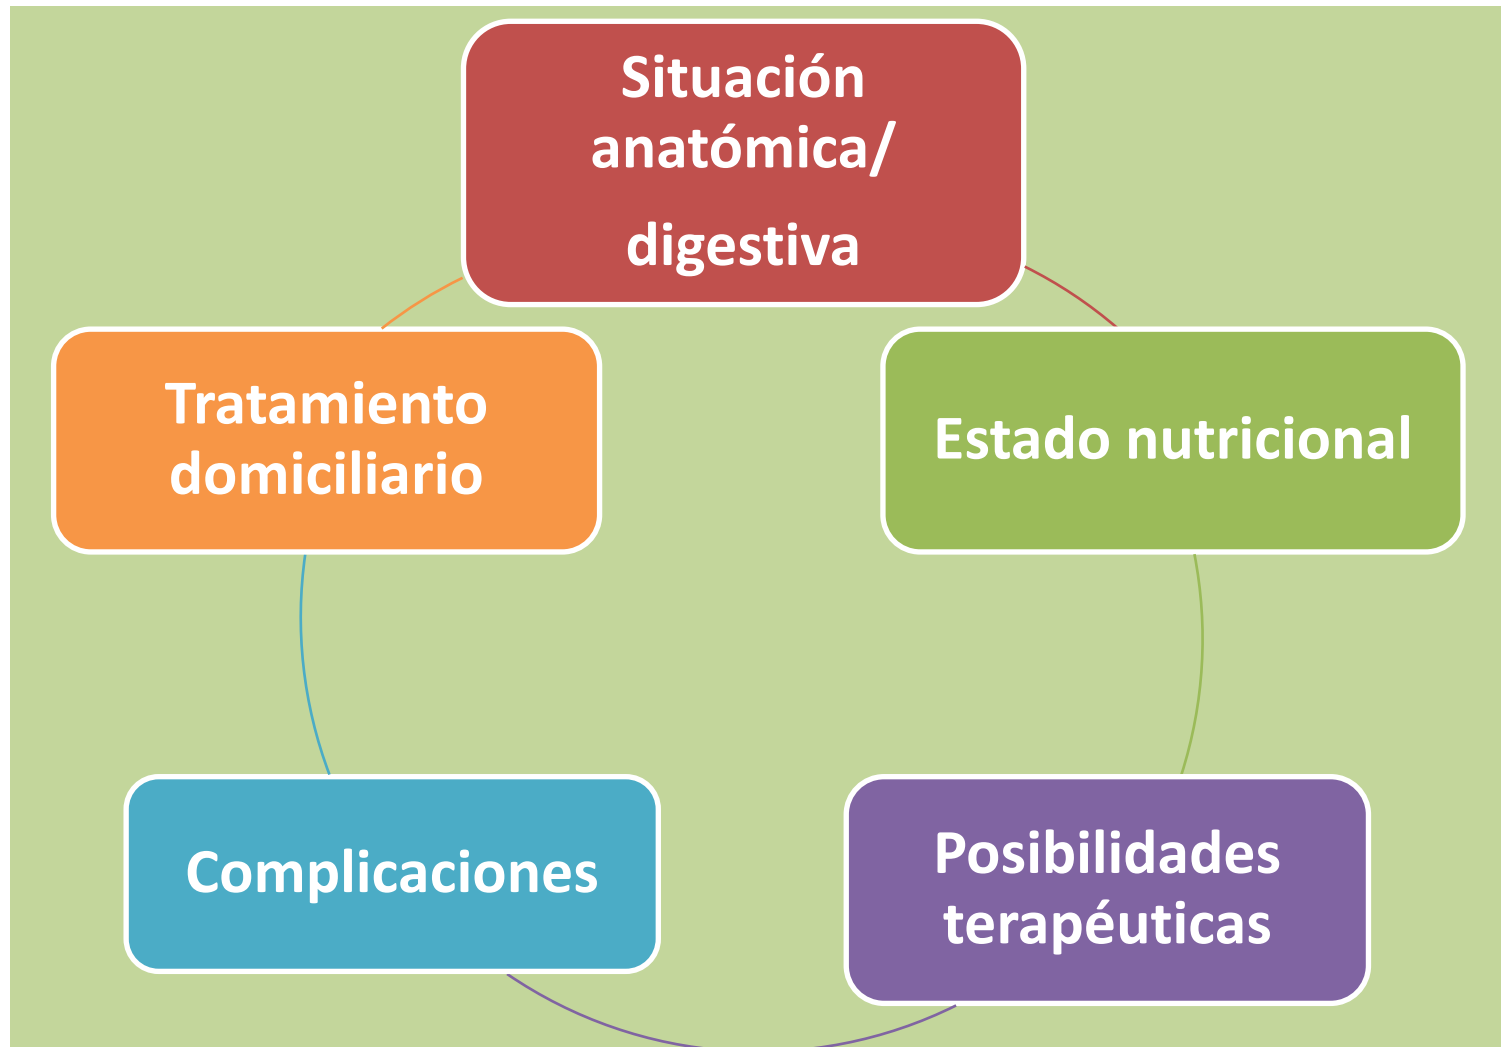 Situación
anatómica/
digestiva
Tratamiento
domiciliario
Estado nutricional
Complicaciones
Posibilidades
terapéuticas